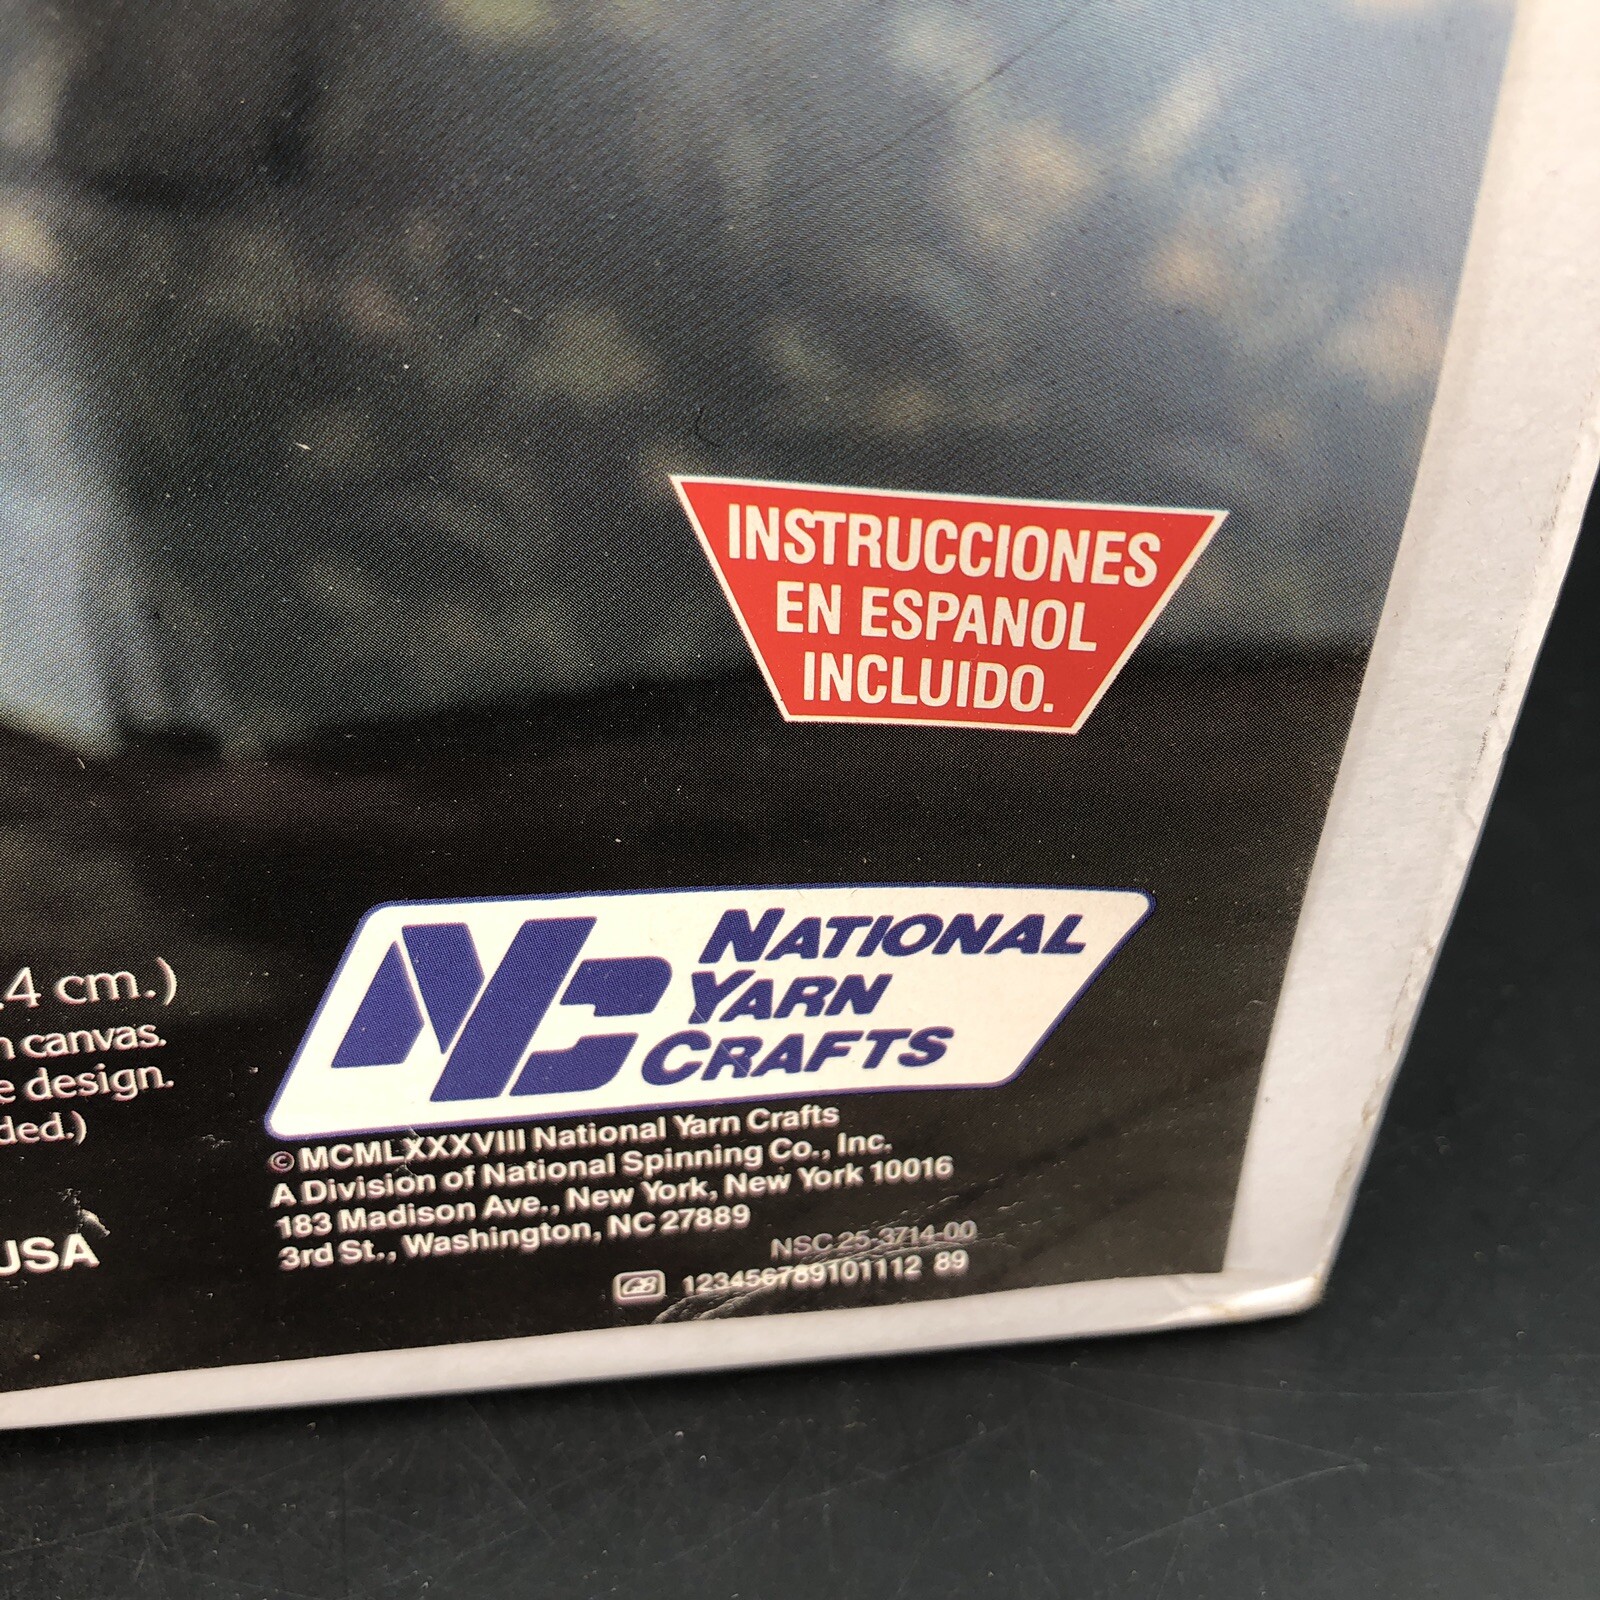 INSTRUCCIONES
EN ESPANOL
INCLUIDO.
NATIONAL
YARN
CRAFTS
.4 cm.)
canvas.
design.
USA
© MCMLXXXVIII National Yarn Crafts
A Division of National Spinning Co., Inc.
183 Madison Ave., New York, New York 10016
3rd St., Washington, NC 27889
NSC 25-3714-00
123456789101112 89